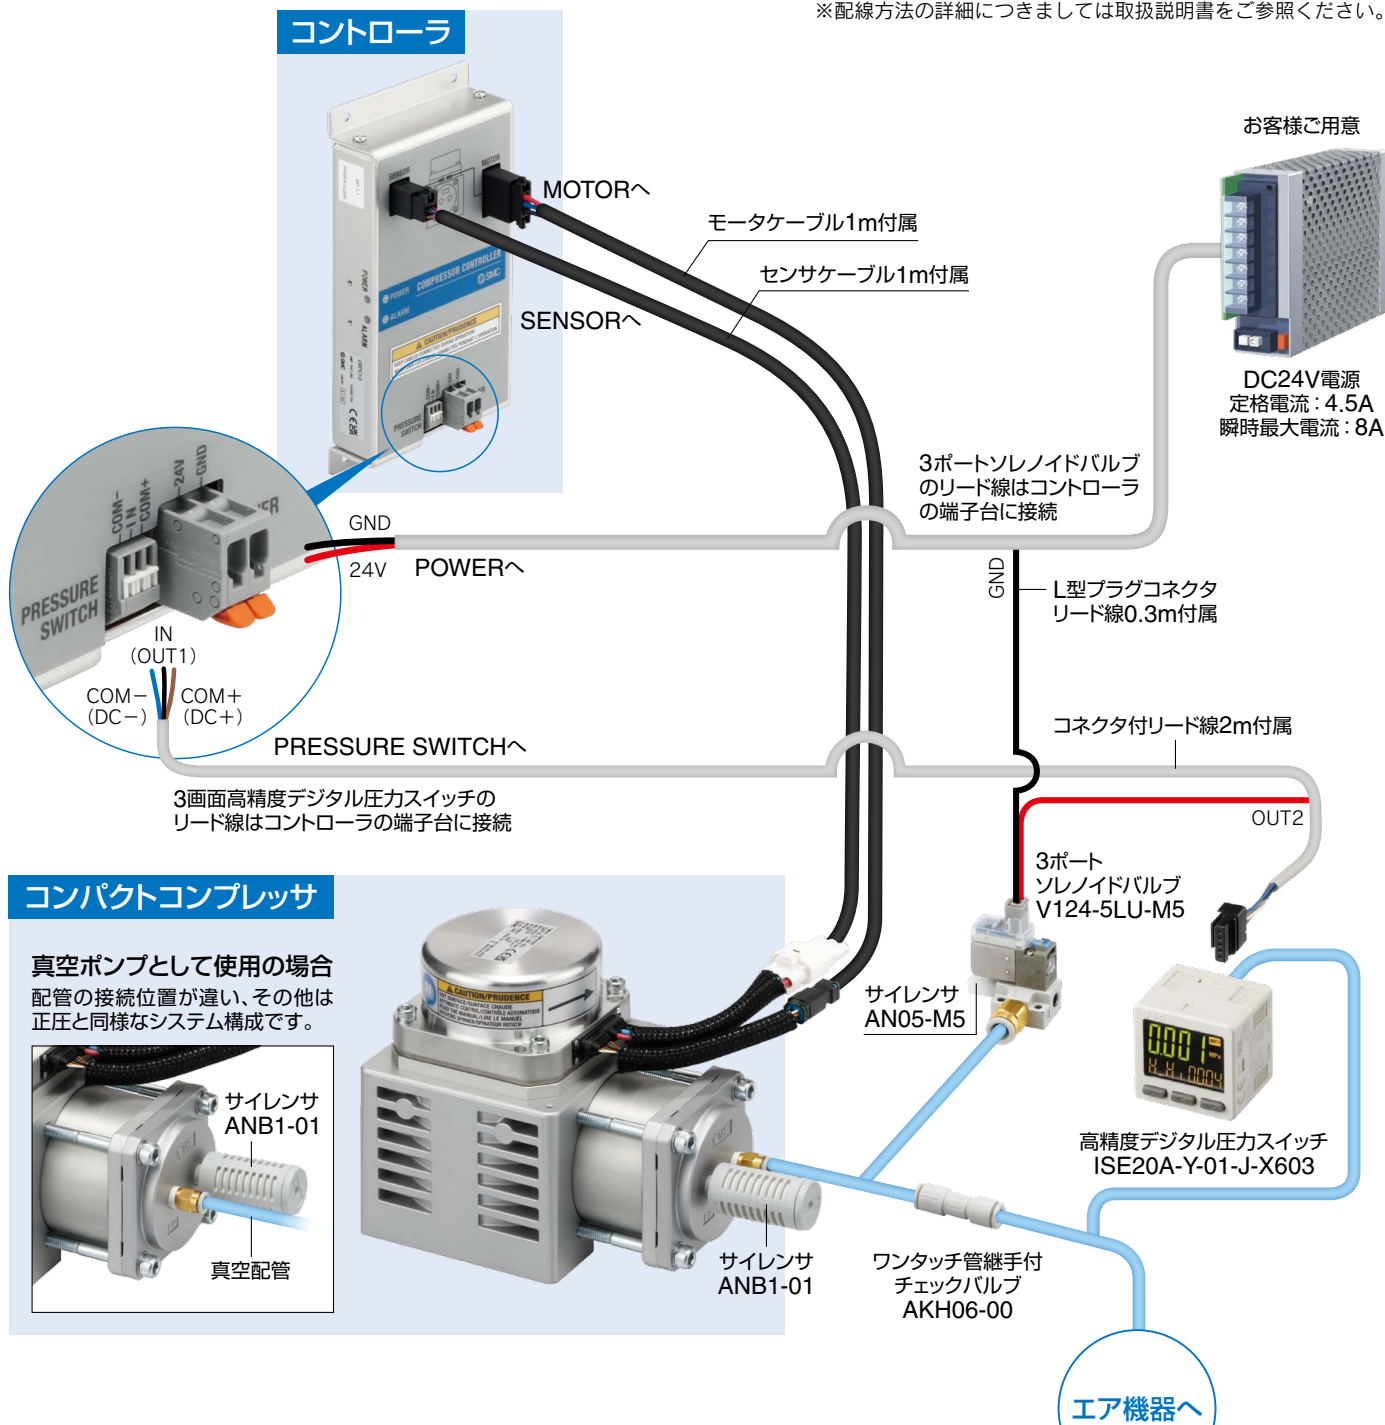 ※配線方法の詳細につきましては取扱説明書をご参照ください。
コントローラ
お客様ご用意
SENSOR
MOTOR
MOTORへ
モータケーブル1m付属
センサケーブル1m付属
SENSORへ
POWER
COMPRESSOR CONTROLLER
SMC
ALARM
POWER
ALARM
CAUTION/PRUDENCE
PRESSURE
SWITCH
DC24V電源
定格電流：4.5A
瞬時最大電流：8A
3ポートソレノイドバルブ
のリード線はコントローラ
の端子台に接続
COM-
IN
COM+
24V
GND
PRESSURE
SWITCH
GND
24V
POWERへ
GND
L型プラグコネクタ
リード線0.3m付属
IN
（OUT1）
COM－
（DC－）
COM＋
（DC＋）
PRESSURE SWITCHへ
コネクタ付リード線2m付属
3画面高精度デジタル圧力スイッチの
リード線はコントローラの端子台に接続
OUT2
3ポート
ソレノイドバルブ
V124-5LU-M5
コンパクトコンプレッサ
真空ポンプとして使用の場合
配管の接続位置が違い、その他は
正圧と同様なシステム構成です。
サイレンサ
ANB1-01
真空配管
CAUTION/PRUDENCE
サイレンサ
AN05-M5
0.001
MPa
高精度デジタル圧力スイッチ
ISE20A-Y-01-J-X603
サイレンサ
ANB1-01
ワンタッチ管継手付
チェックバルブ
AKH06-00
エア機器へ